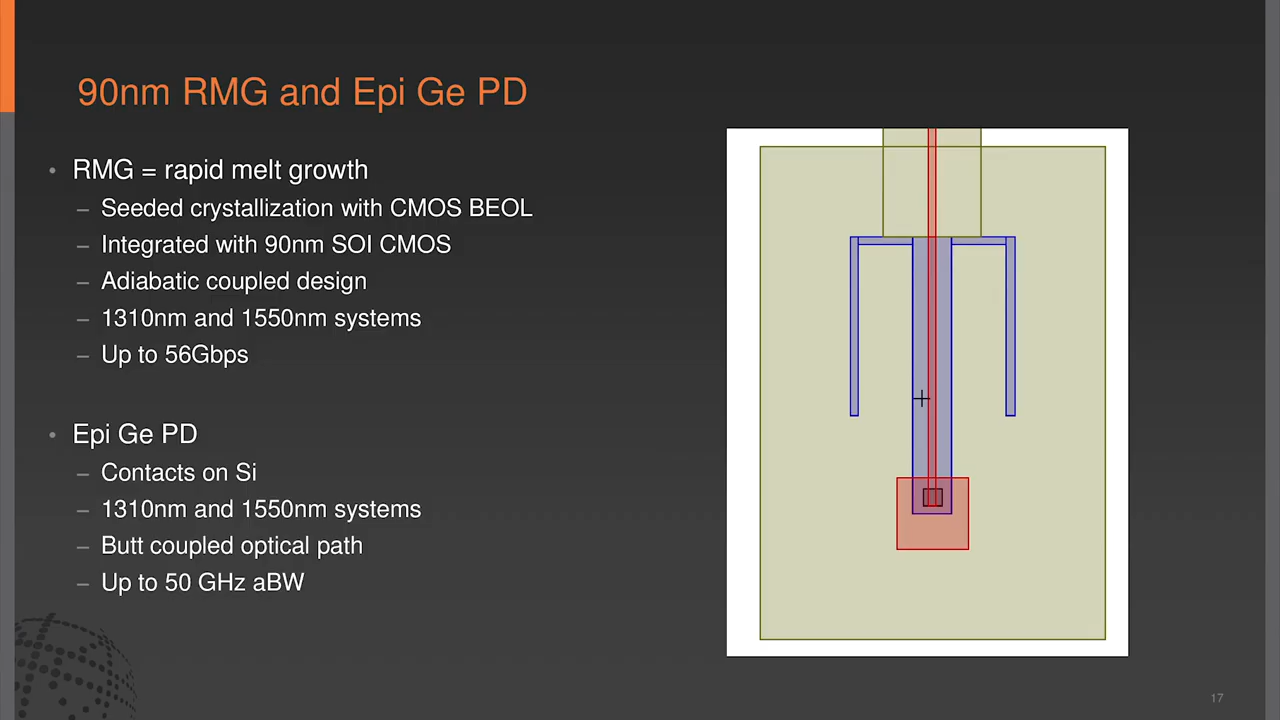 90nm RMG and Epi Ge PD
• RMG = rapid melt growth
– Seeded crystallization with CMOS BEOL
– Integrated with 90nm SOI CMOS
– Adiabatic coupled design
– 1310nm and 1550nm systems
– Up to 56Gbps
• Epi Ge PD
– Contacts on Si
– 1310nm and 1550nm systems
– Butt coupled optical path
– Up to 50 GHz aBW
17